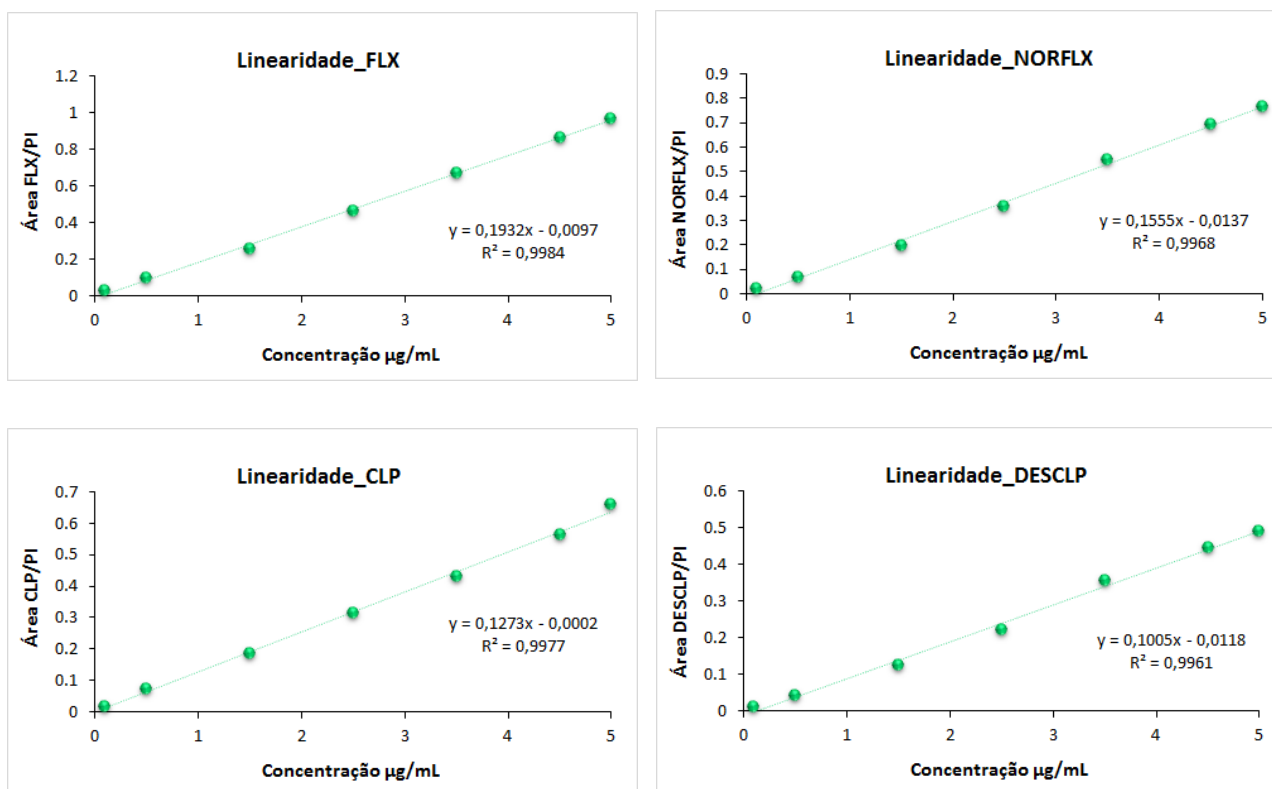 Linearidade_FLX
1.2
1
0.8
0.6
0.4
0.2
0
Área FLX/PI
y = 0,1932x - 0,0097
R² = 0,9984
0 1 2 3 4 5
Concentração µg/mL
Linearidade_NORFLX
0.9
0.8
0.7
0.6
0.5
0.4
0.3
0.2
0.1
0
Área NORFLX/PI
y = 0,1555x - 0,0137
R² = 0,9968
0 1 2 3 4 5
Concentração µg/mL
Linearidade_CLP
0.7
0.6
0.5
0.4
0.3
0.2
0.1
0
Área CLP/PI
y = 0,1273x - 0,0002
R² = 0,9977
0 1 2 3 4 5
Concentração µg/mL
Linearidade_DESCLP
0.6
0.5
0.4
0.3
0.2
0.1
0
Área DESCLP/PI
y = 0,1005x - 0,0118
R² = 0,9961
0 1 2 3 4 5
Concentração µg/mL